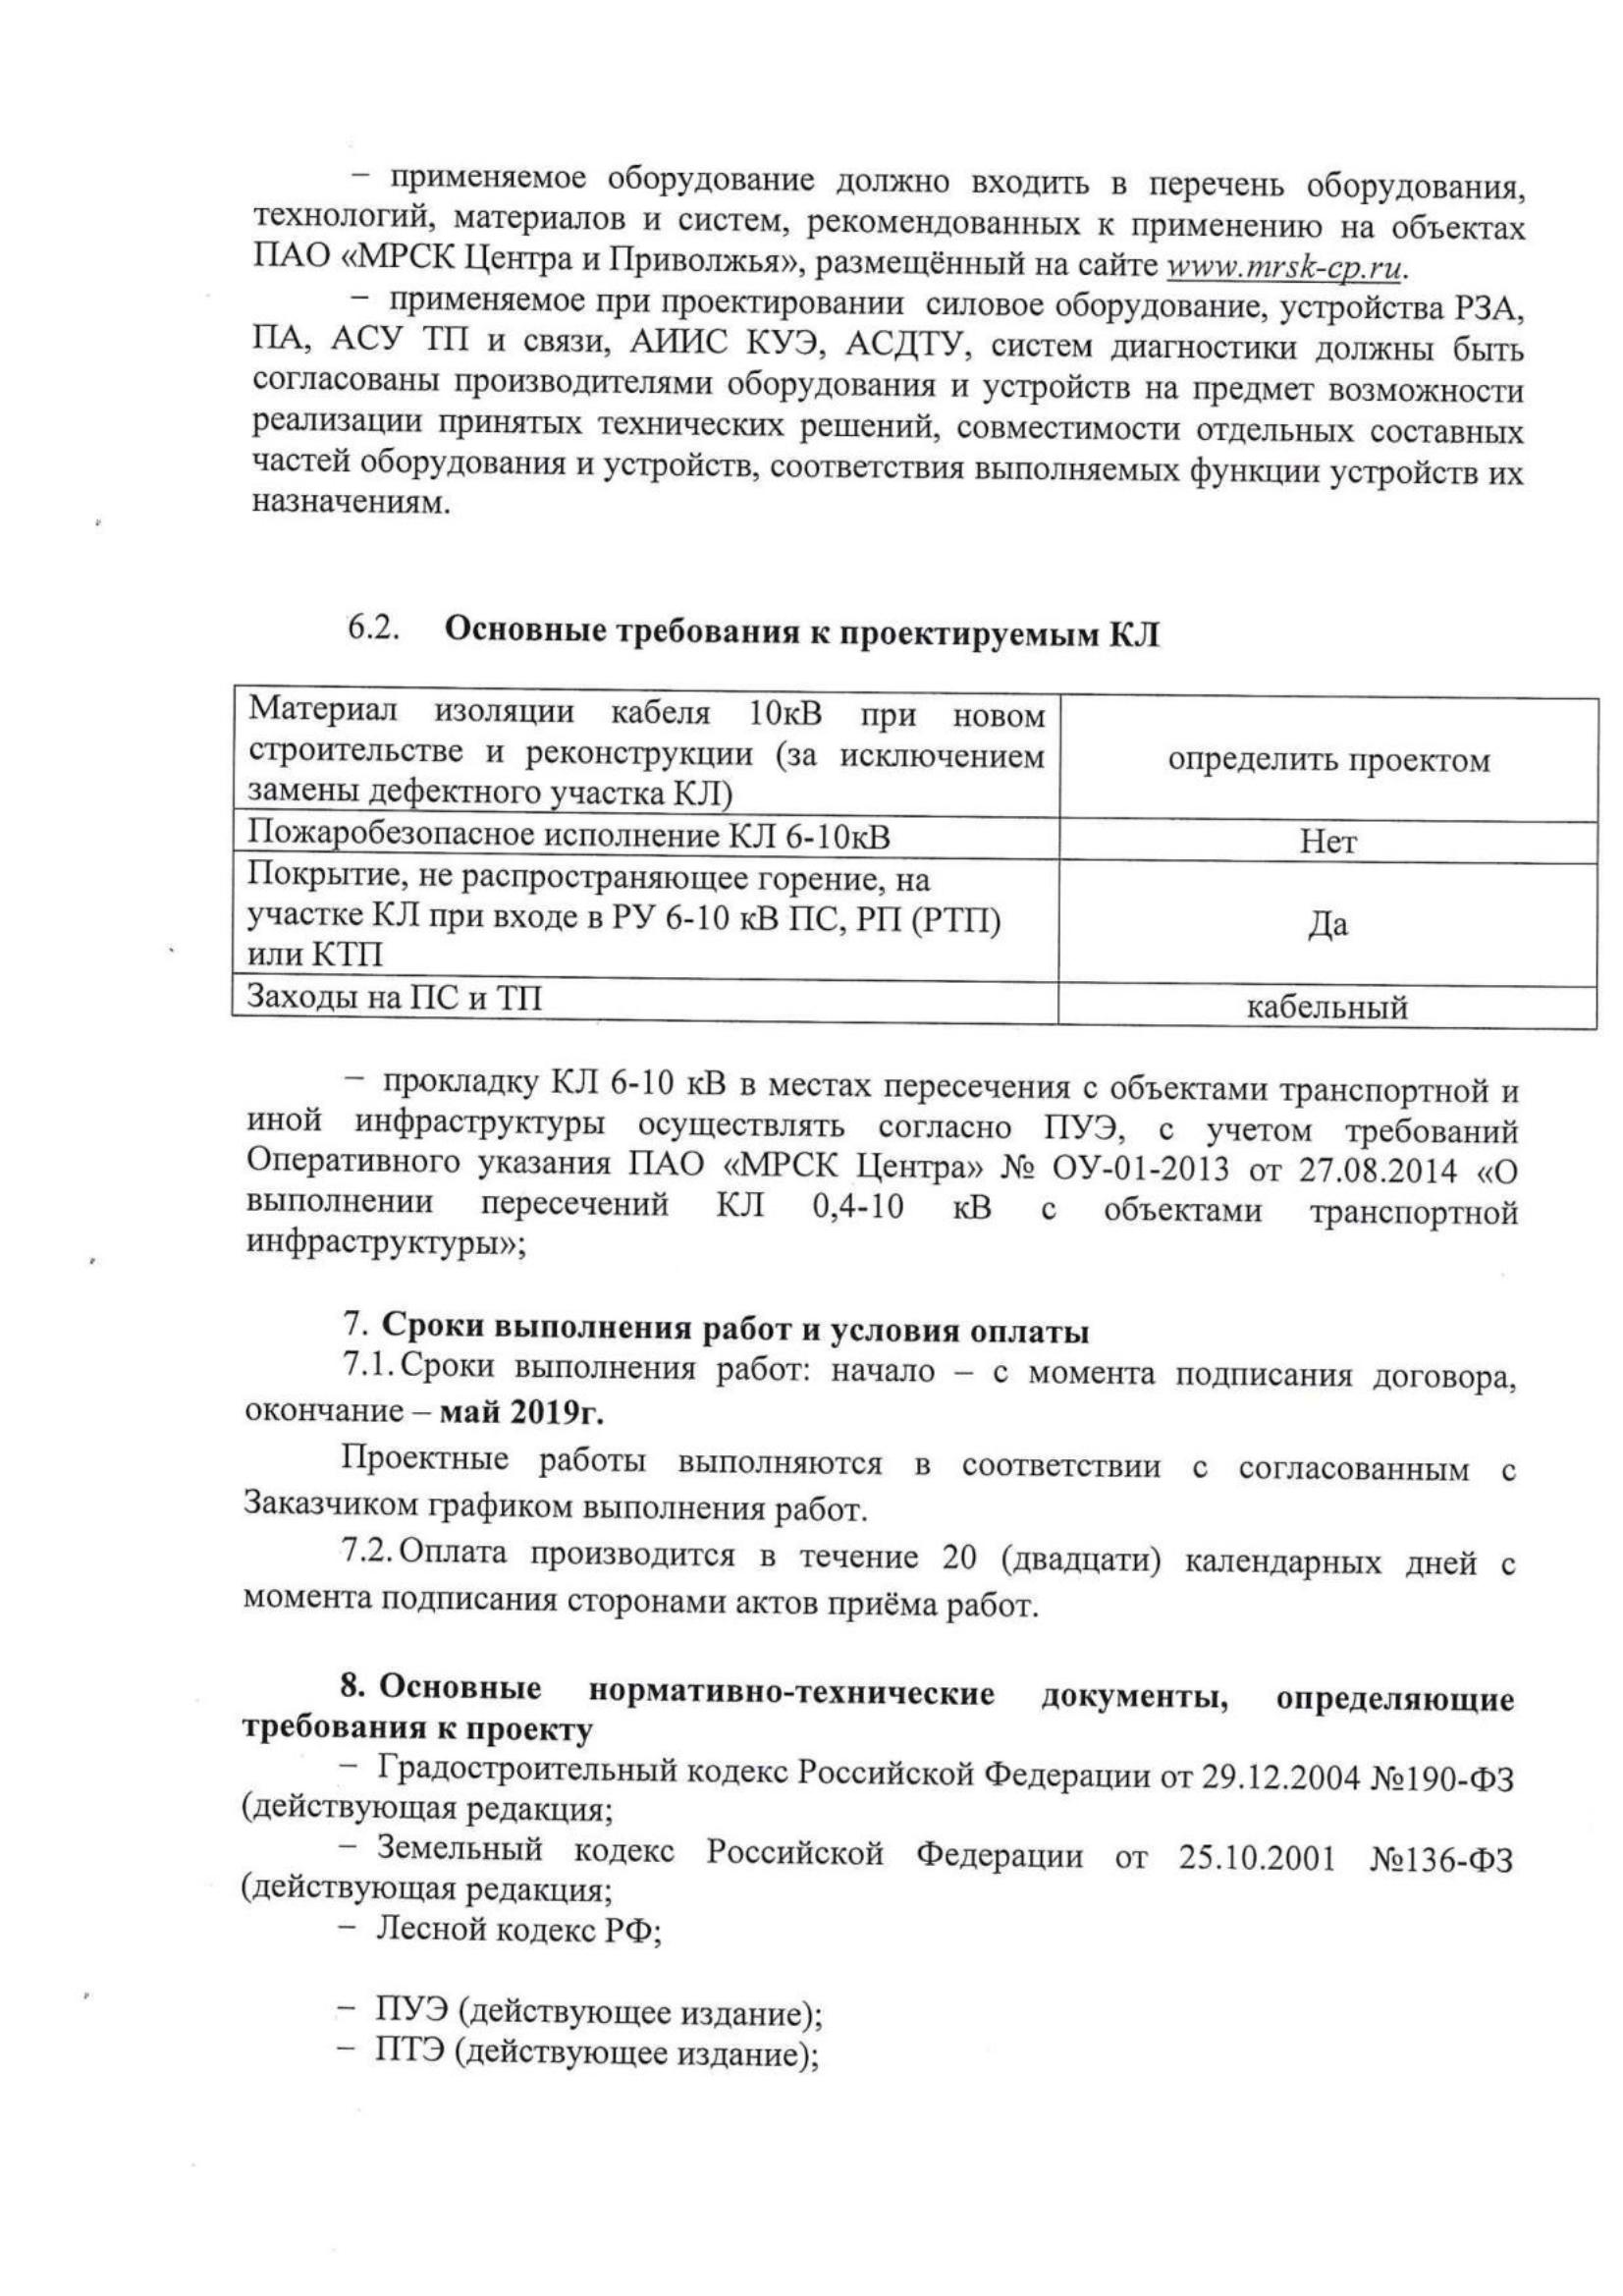 – применяемое оборудование должно входить в перечень оборудования,
технологий, материалов и систем, рекомендованных к применению на объектах
ПАО «МРСК Центра и Приволжья», размещённый на сайте www.mrsk-cp.ru.
– применяемое при проектировании силовое оборудование, устройства РЗА,
ПА, АСУ ТП и связи, АИИС КУЭ, АСДТУ, систем диагностики должны быть
согласованы производителями оборудования и устройств на предмет возможности
реализации принятых технических решений, совместимости отдельных составных
частей оборудования и устройств, соответствия выполняемых функции устройств их
назначениям.
6.2. Основные требования к проектируемым КЛ
Материал изоляции кабеля 10кВ при новом
строительстве и реконструкции (за исключением
замены дефектного участка КЛ)
определить проектом
Пожаробезопасное исполнение КЛ 6-10кВ
Нет
Покрытие, не распространяющее горение, на
участке КЛ при входе в РУ 6-10 кВ ПС, РП (РТП)
или КТП
Да
Заходы на ПС и ТП
кабельный
– прокладку КЛ 6-10 кВ в местах пересечения с объектами транспортной и
иной инфраструктуры осуществлять согласно ПУЭ, с учетом требований
Оперативного указания ПАО «МРСК Центра» № ОУ-01-2013 от 27.08.2014 «О
выполнении пересечений КЛ 0,4-10 кВ с объектами транспортной
инфраструктуры»;
7. Сроки выполнения работ и условия оплаты
7.1. Сроки выполнения работ: начало – с момента подписания договора,
окончание – май 2019г.
Проектные работы выполняются в соответствии с согласованным с
Заказчиком графиком выполнения работ.
7.2. Оплата производится в течение 20 (двадцати) календарных дней с
момента подписания сторонами актов приёма работ.
8. Основные нормативно-технические документы, определяющие
требования к проекту
– Градостроительный кодекс Российской Федерации от 29.12.2004 №190-ФЗ
(действующая редакция;
– Земельный кодекс Российской Федерации от 25.10.2001 №136-ФЗ
(действующая редакция;
– Лесной кодекс РФ;
– ПУЭ (действующее издание);
– ПТЭ (действующее издание);